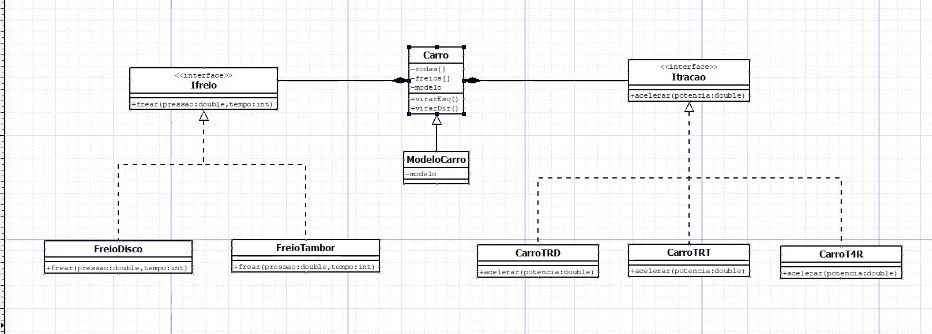 <<interface>>
Ifreio
+frear(pressao:double,tempo:int)
Carro
-rodas[]
-freios[]
-modelo
+virarEsq()
+virarDir()
<<interface>>
Itracao
+acelerar(potencia:double)
ModeloCarro
-modelo
FreioDisco
+frear(pressao:double,tempo:int)
FreioTambor
+frear(pressao:double,tempo:int)
CarroTRD
+acelerar(potencia:double)
CarroTRT
+acelerar(potencia:double)
CarroT4R
+acelerar(potencia:double)